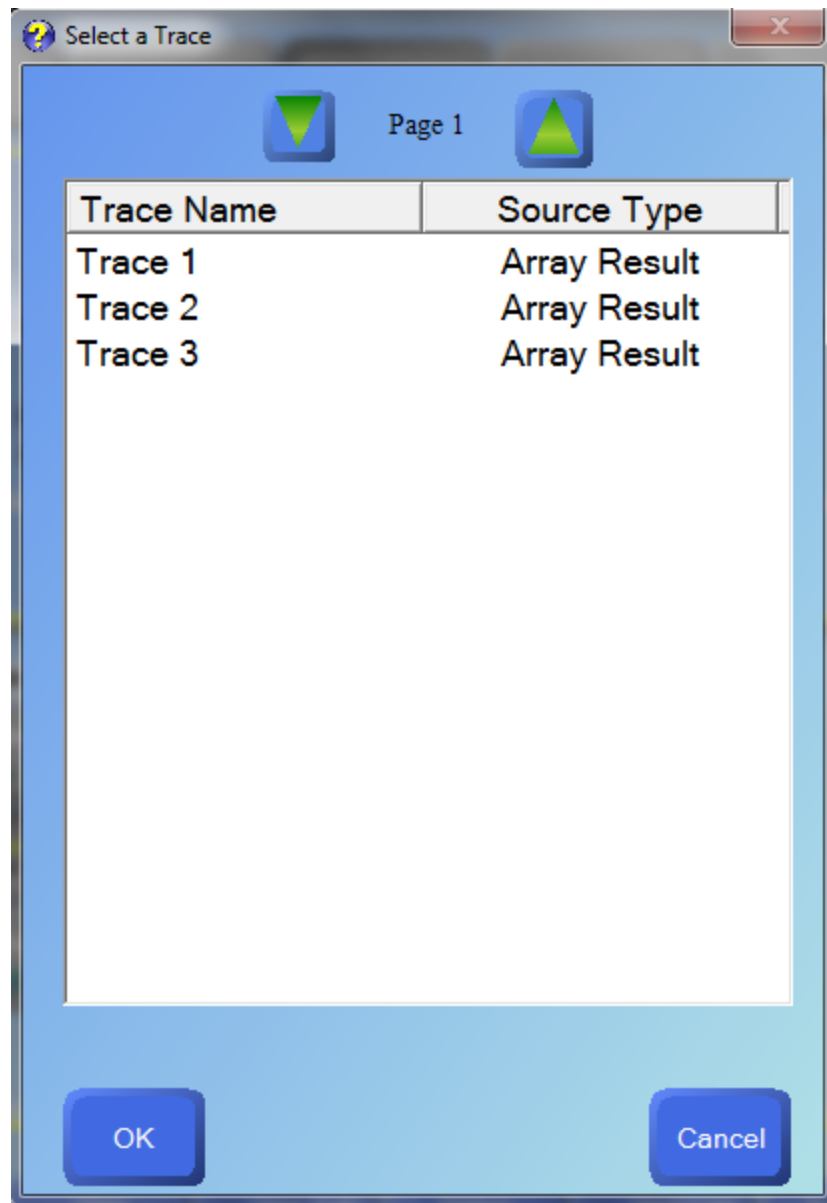 Select a Trace
Page 1
Trace Name Source Type
Trace 1 Array Result
Trace 2 Array Result
Trace 3 Array Result
OK Cancel